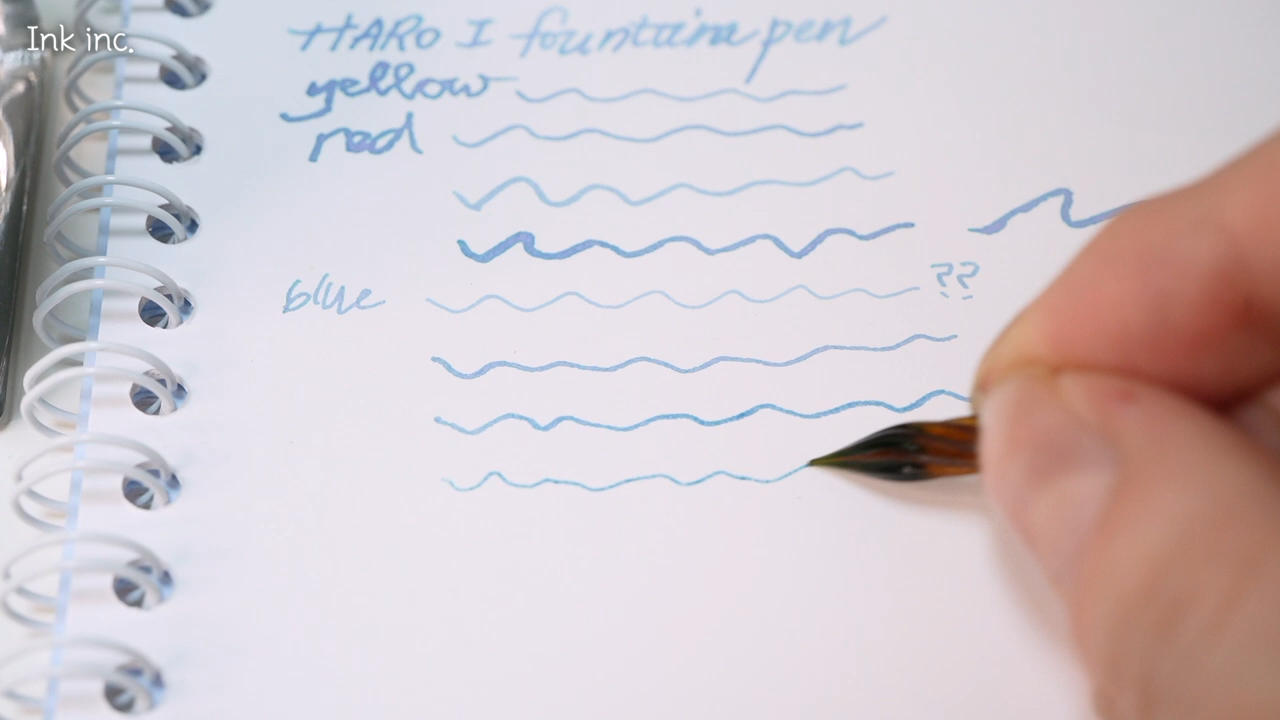 Ink inc.
HARO I fountain pen
yellow
red
blue ??